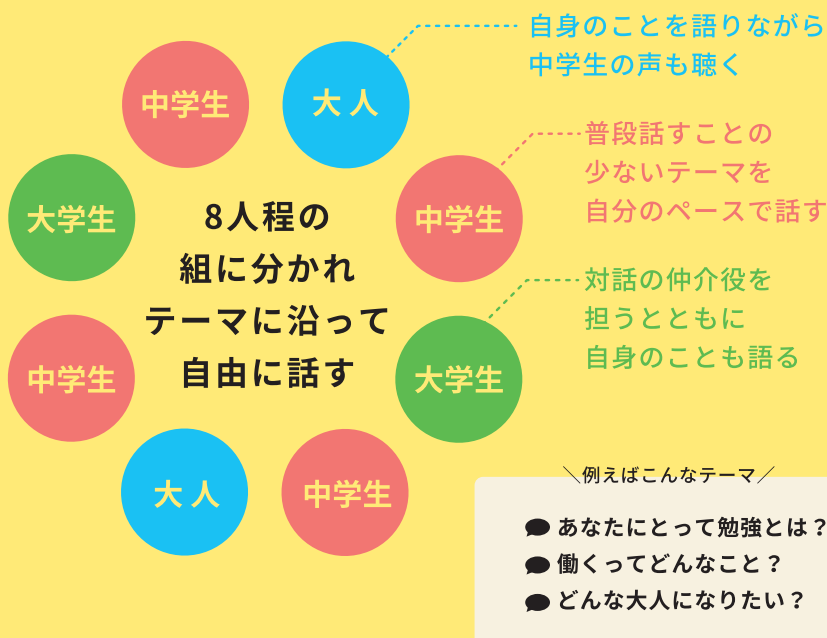 自身のことを語りながら
中学生の声も聴く
中学生
大人
普段話すことの
少ないテーマを
自分のペースで話す
大学生
中学生
8人程の
組に分かれ
テーマに沿って
自由に話す
対話の仲介役を
担うとともに
自身のことも語る
中学生
大学生
大人
中学生
＼例えばこんなテーマ／
あなたにとって勉強とは？
働くってどんなこと？
どんな大人になりたい？